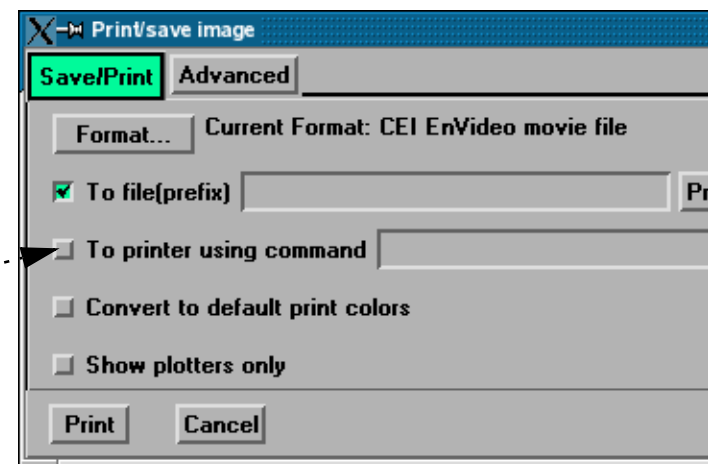 Print/save image
Save/Print Advanced
Format... Current Format: CEI EnVideo movie file
To file(prefix) Pr
To printer using command
Convert to default print colors
Show plotters only
Print Cancel